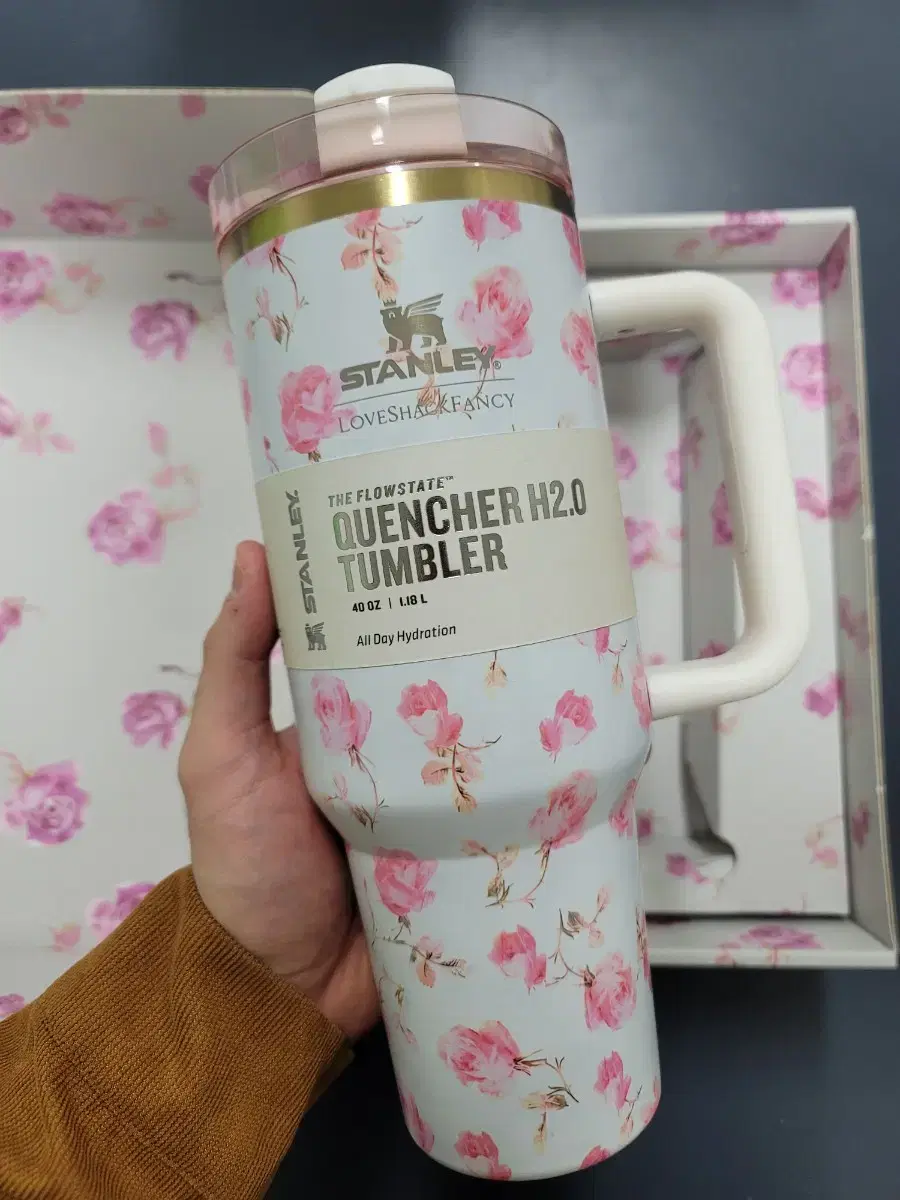 STANLEY®
LOVESHACKFANCY
STANLEY.
THE FLOWSTATE™
QUENCHER H2.0
TUMBLER
40 OZ | 1.18 L
All Day Hydration